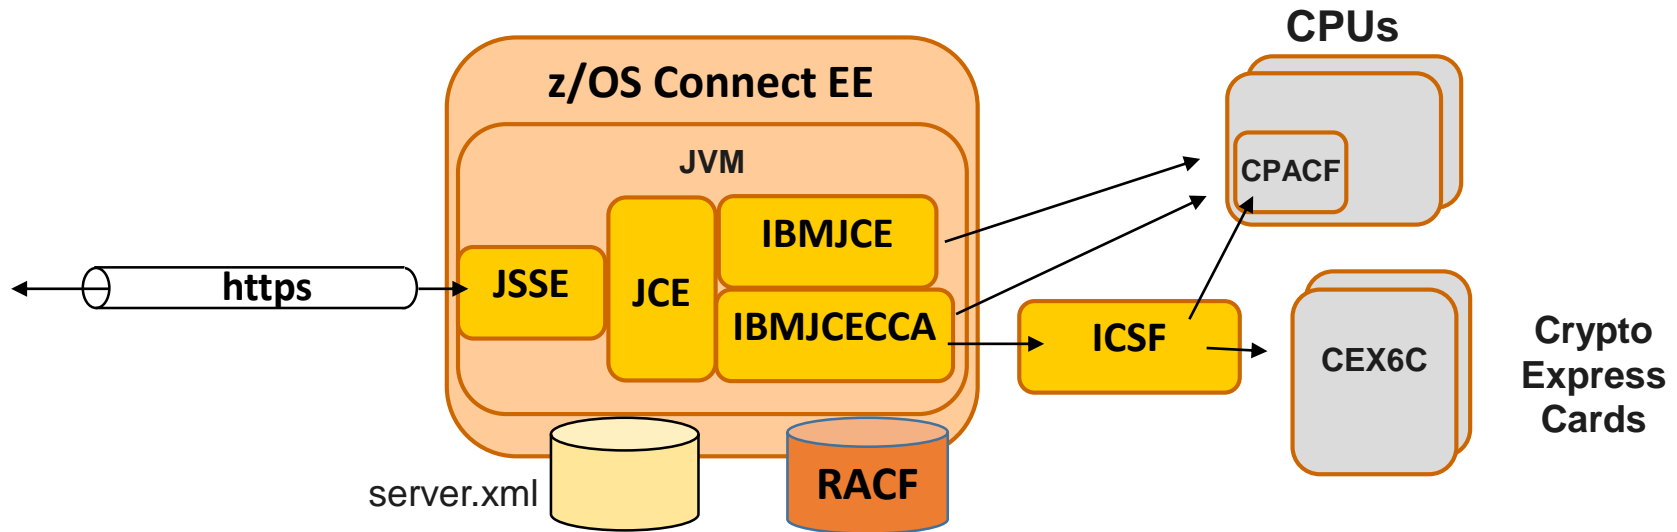 CPUs
z/OS Connect EE
JVM
CPACF
IBMJCE
https
JSSE
JCE
IBMJCECCA
ICSF
CEX6C
Crypto
Express
Cards
server.xml
RACF